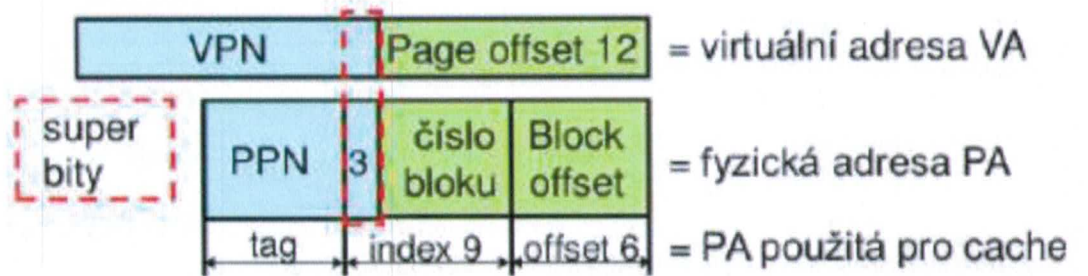 VPN Page offset 12 = virtuální adresa VA
super bity
PPN 3 číslo bloku Block offset = fyzická adresa PA
tag index 9 offset 6 = PA použitá pro cache